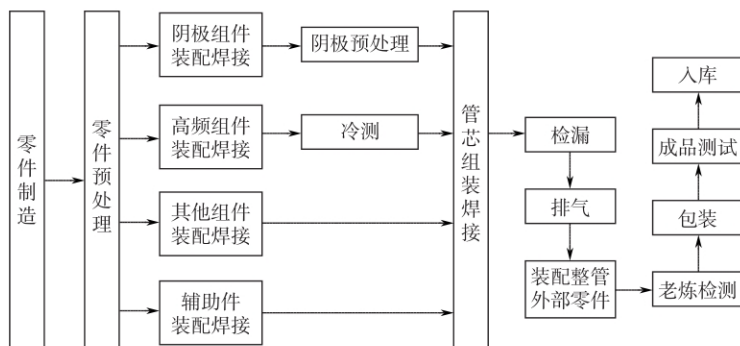 零件制造
零件预处理
阴极组件
装配焊接
阴极预处理
高频组件
装配焊接
冷测
其他组件
装配焊接
辅助件
装配焊接
管芯组装焊接
检漏
排气
装配整管
外部零件
老炼检测
包装
成品测试
入库